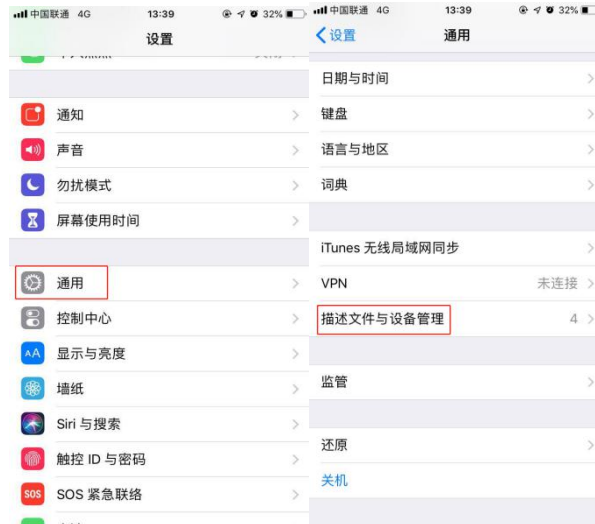 中国联通 4G 13:39 32%
设置
通知
声音
勿扰模式
屏幕使用时间
通用
控制中心
显示与亮度
AA
墙纸
Siri 与搜索
触控 ID 与密码
SOS
SOS 紧急联络
中国联通 4G 13:39 32%
设置 通用
日期与时间
键盘
语言与地区
词典
iTunes 无线局域网同步
VPN 未连接
描述文件与设备管理 4
监管
还原
关机